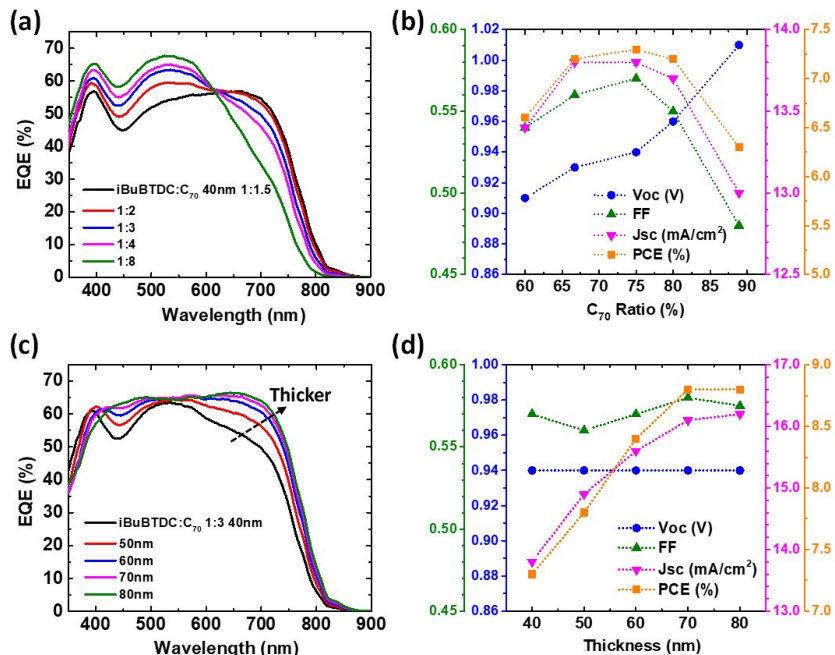 (a)
EQE (%)
70
60
50
40
30
20
10
0
iBuBTDC:C70 40nm 1:1.5
1:2
1:3
1:4
1:8
400 500 600 700 800 900
Wavelength (nm)
(b)
0.60
0.55
0.50
0.45
1.02
1.00
0.98
0.96
0.94
0.92
0.90
0.88
0.86
Voc (V)
FF
Jsc (mA/cm2)
PCE (%)
60 65 70 75 80 85 90
C70 Ratio (%)
14.0
13.5
13.0
12.5
7.5
7.0
6.5
6.0
5.5
5.0
(c)
EQE (%)
70
60
50
40
30
20
10
0
Thicker
iBuBTDC:C70 1:3 40nm
50nm
60nm
70nm
80nm
400 500 600 700 800 900
Wavelength (nm)
(d)
0.60
0.55
0.50
0.45
1.00
0.98
0.96
0.94
0.92
0.90
0.88
0.86
Voc (V)
FF
Jsc (mA/cm2)
PCE (%)
40 50 60 70 80
Thickness (nm)
17.0
16.0
15.0
14.0
13.0
9.0
8.5
8.0
7.5
7.0